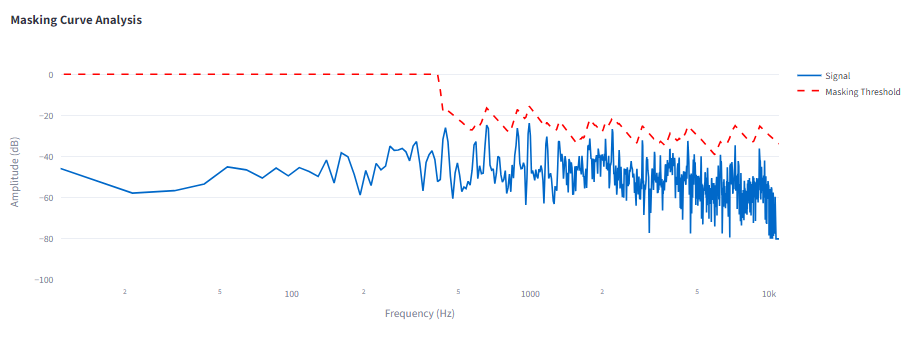 Masking Curve Analysis
Signal
Masking Threshold
0
−20
−40
−60
−80
−100
Amplitude (dB)
2
5
100
2
5
1000
2
5
10k
Frequency (Hz)